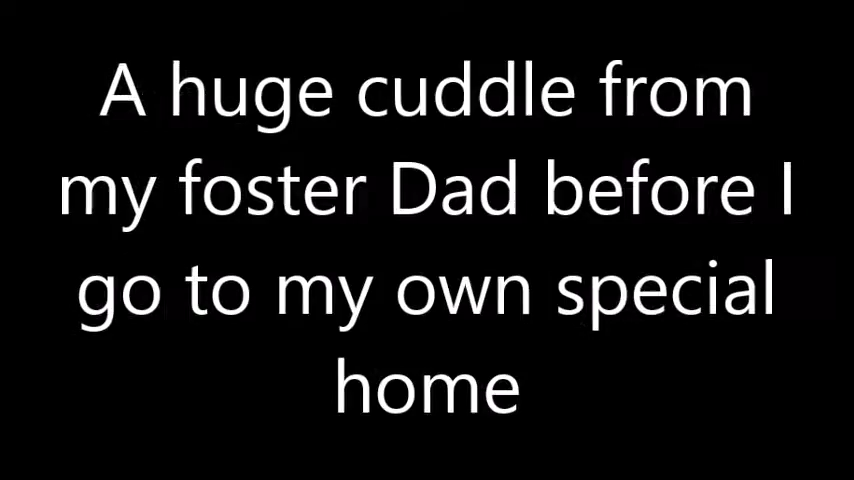 A huge cuddle from
my foster Dad before I
go to my own special
home